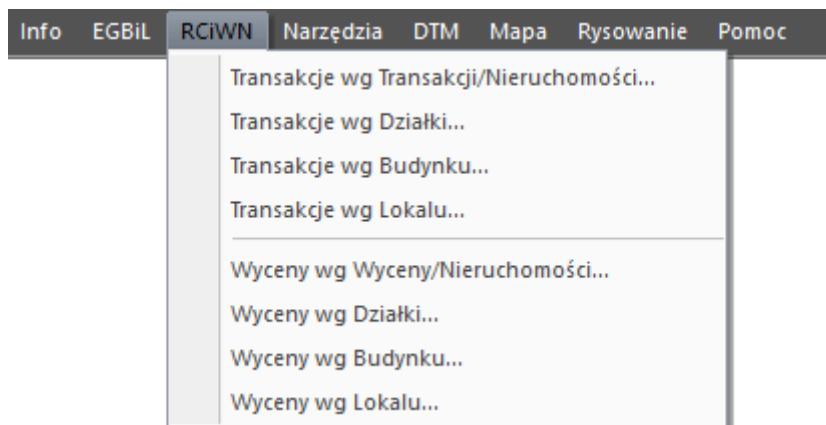 Info EGBiL RCiWN Narzędzia DTM Mapa Rysowanie Pomoc
Transakcje wg Transakcji/Nieruchomości...
Transakcje wg Działki...
Transakcje wg Budynku...
Transakcje wg Lokalu...
Wyceny wg Wyceny/Nieruchomości...
Wyceny wg Działki...
Wyceny wg Budynku...
Wyceny wg Lokalu...